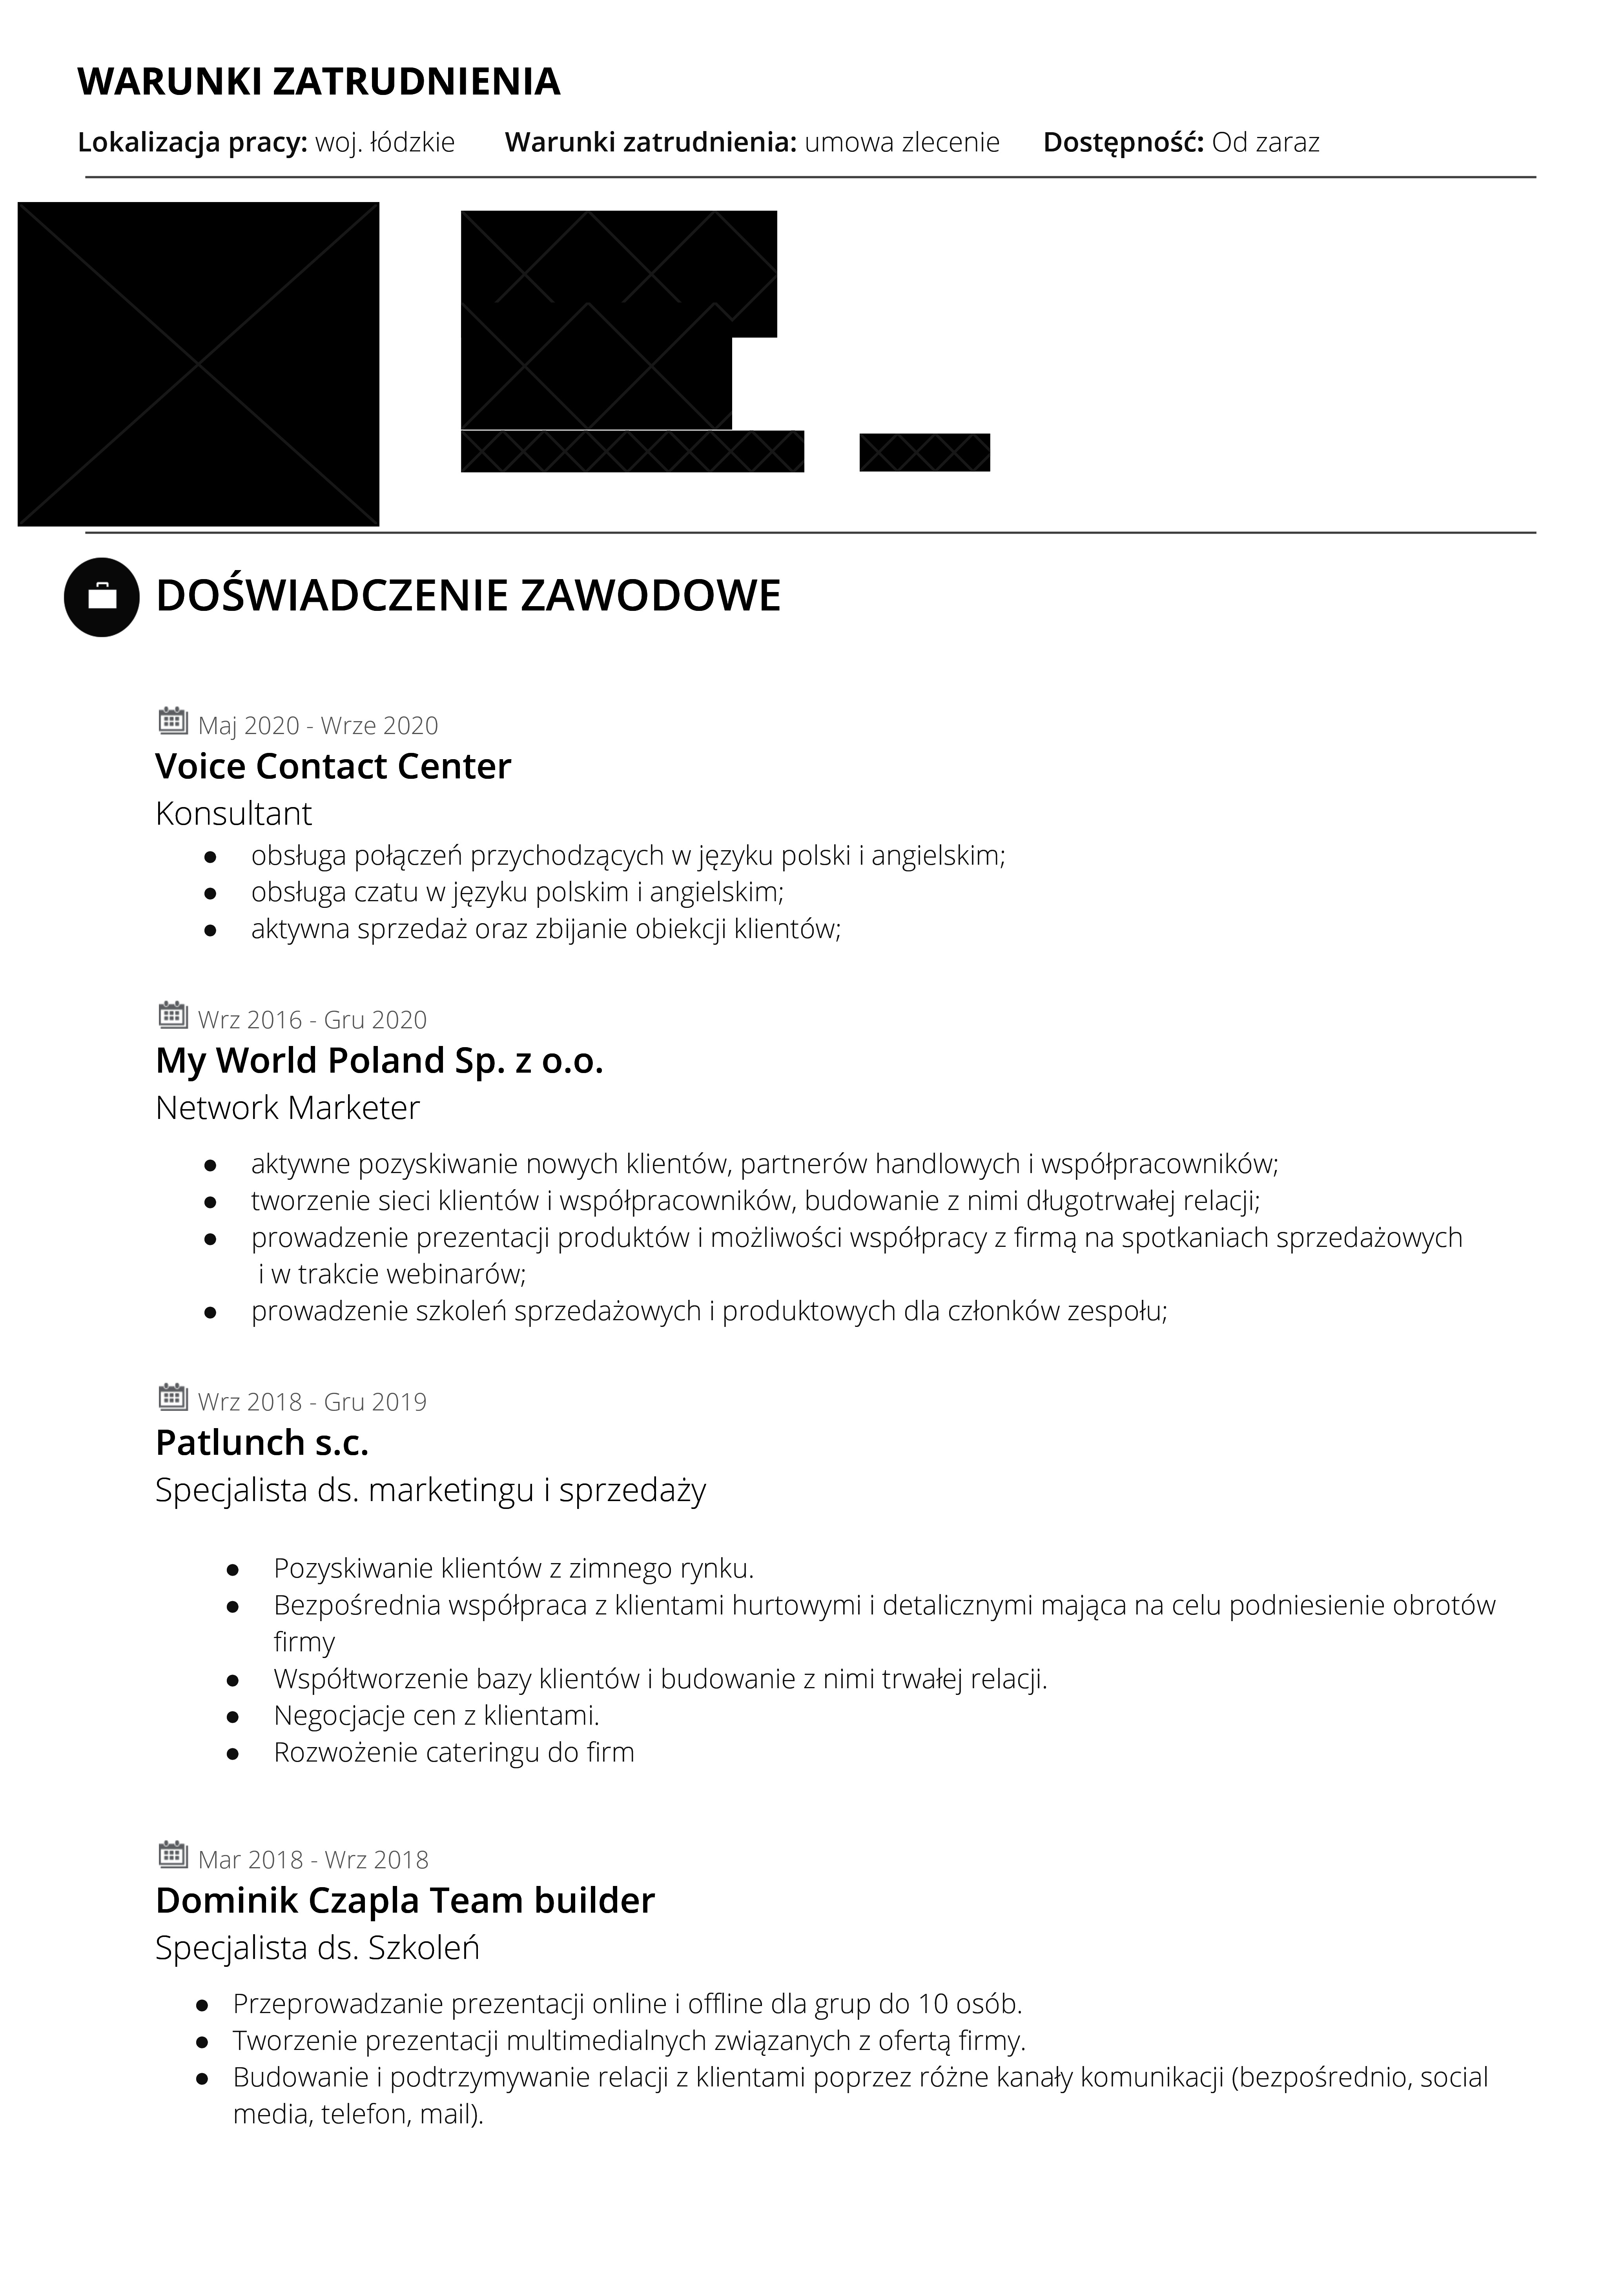 WARUNKI ZATRUDNIENIA
Lokalizacja pracy: woj. łódzkie Warunki zatrudnienia: umowa zlecenie Dostępność: Od zaraz
DOŚWIADCZENIE ZAWODOWE
Maj 2020 - Wrze 2020
Voice Contact Center
Konsultant
● obsługa połączeń przychodzących w języku polski i angielskim;
● obsługa czatu w języku polskim i angielskim;
● aktywna sprzedaż oraz zbijanie obiekcji klientów;
Wrz 2016 - Gru 2020
My World Poland Sp. z o.o.
Network Marketer
● aktywne pozyskiwanie nowych klientów, partnerów handlowych i współpracowników;
● tworzenie sieci klientów i współpracowników, budowanie z nimi długotrwałej relacji;
● prowadzenie prezentacji produktów i możliwości współpracy z firmą na spotkaniach sprzedażowych
i w trakcie webinarów;
● prowadzenie szkoleń sprzedażowych i produktowych dla członków zespołu;
Wrz 2018 - Gru 2019
Patlunch s.c.
Specjalista ds. marketingu i sprzedaży
● Pozyskiwanie klientów z zimnego rynku.
● Bezpośrednia współpraca z klientami hurtowymi i detalicznymi mająca na celu podniesienie obrotów
firmy
● Współtworzenie bazy klientów i budowanie z nimi trwałej relacji.
● Negocjacje cen z klientami.
● Rozwożenie cateringu do firm
Mar 2018 - Wrz 2018
Dominik Czapla Team builder
Specjalista ds. Szkoleń
● Przeprowadzanie prezentacji online i offline dla grup do 10 osób.
● Tworzenie prezentacji multimedialnych związanych z ofertą firmy.
● Budowanie i podtrzymywanie relacji z klientami poprzez różne kanały komunikacji (bezpośrednio, social
media, telefon, mail).